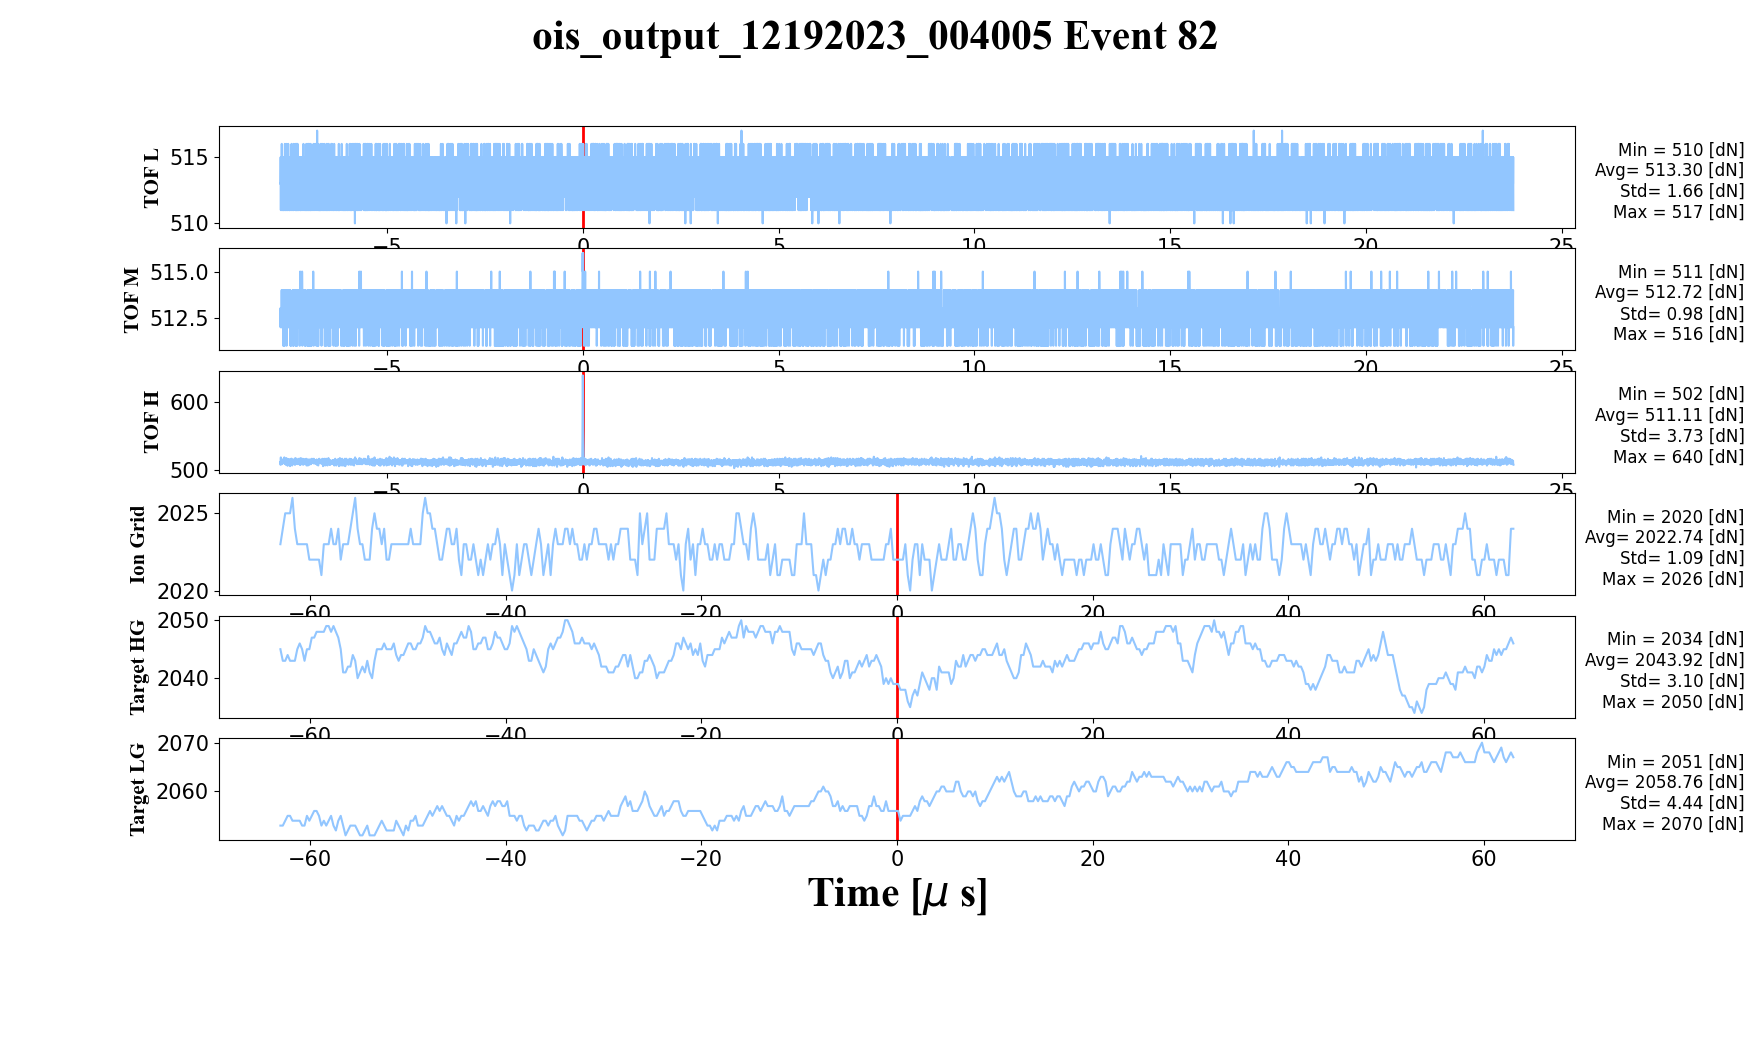 ois_output_12192023_004005 Event 82
TOF L
515
510
−5
0
5
10
15
20
25
Min = 510 [dN]
Avg= 513.30 [dN]
Std= 1.66 [dN]
Max = 517 [dN]
TOF M
515.0
512.5
−5
0
5
10
15
20
25
Min = 511 [dN]
Avg= 512.72 [dN]
Std= 0.98 [dN]
Max = 516 [dN]
TOF H
600
500
−5
0
5
10
15
20
25
Min = 502 [dN]
Avg= 511.11 [dN]
Std= 3.73 [dN]
Max = 640 [dN]
Ion Grid
2025
2020
−60
−40
−20
0
20
40
60
Min = 2020 [dN]
Avg= 2022.74 [dN]
Std= 1.09 [dN]
Max = 2026 [dN]
Target HG
2050
2040
−60
−40
−20
0
20
40
60
Min = 2034 [dN]
Avg= 2043.92 [dN]
Std= 3.10 [dN]
Max = 2050 [dN]
Target LG
2070
2060
−60
−40
−20
0
20
40
60
Min = 2051 [dN]
Avg= 2058.76 [dN]
Std= 4.44 [dN]
Max = 2070 [dN]
Time [μ s]